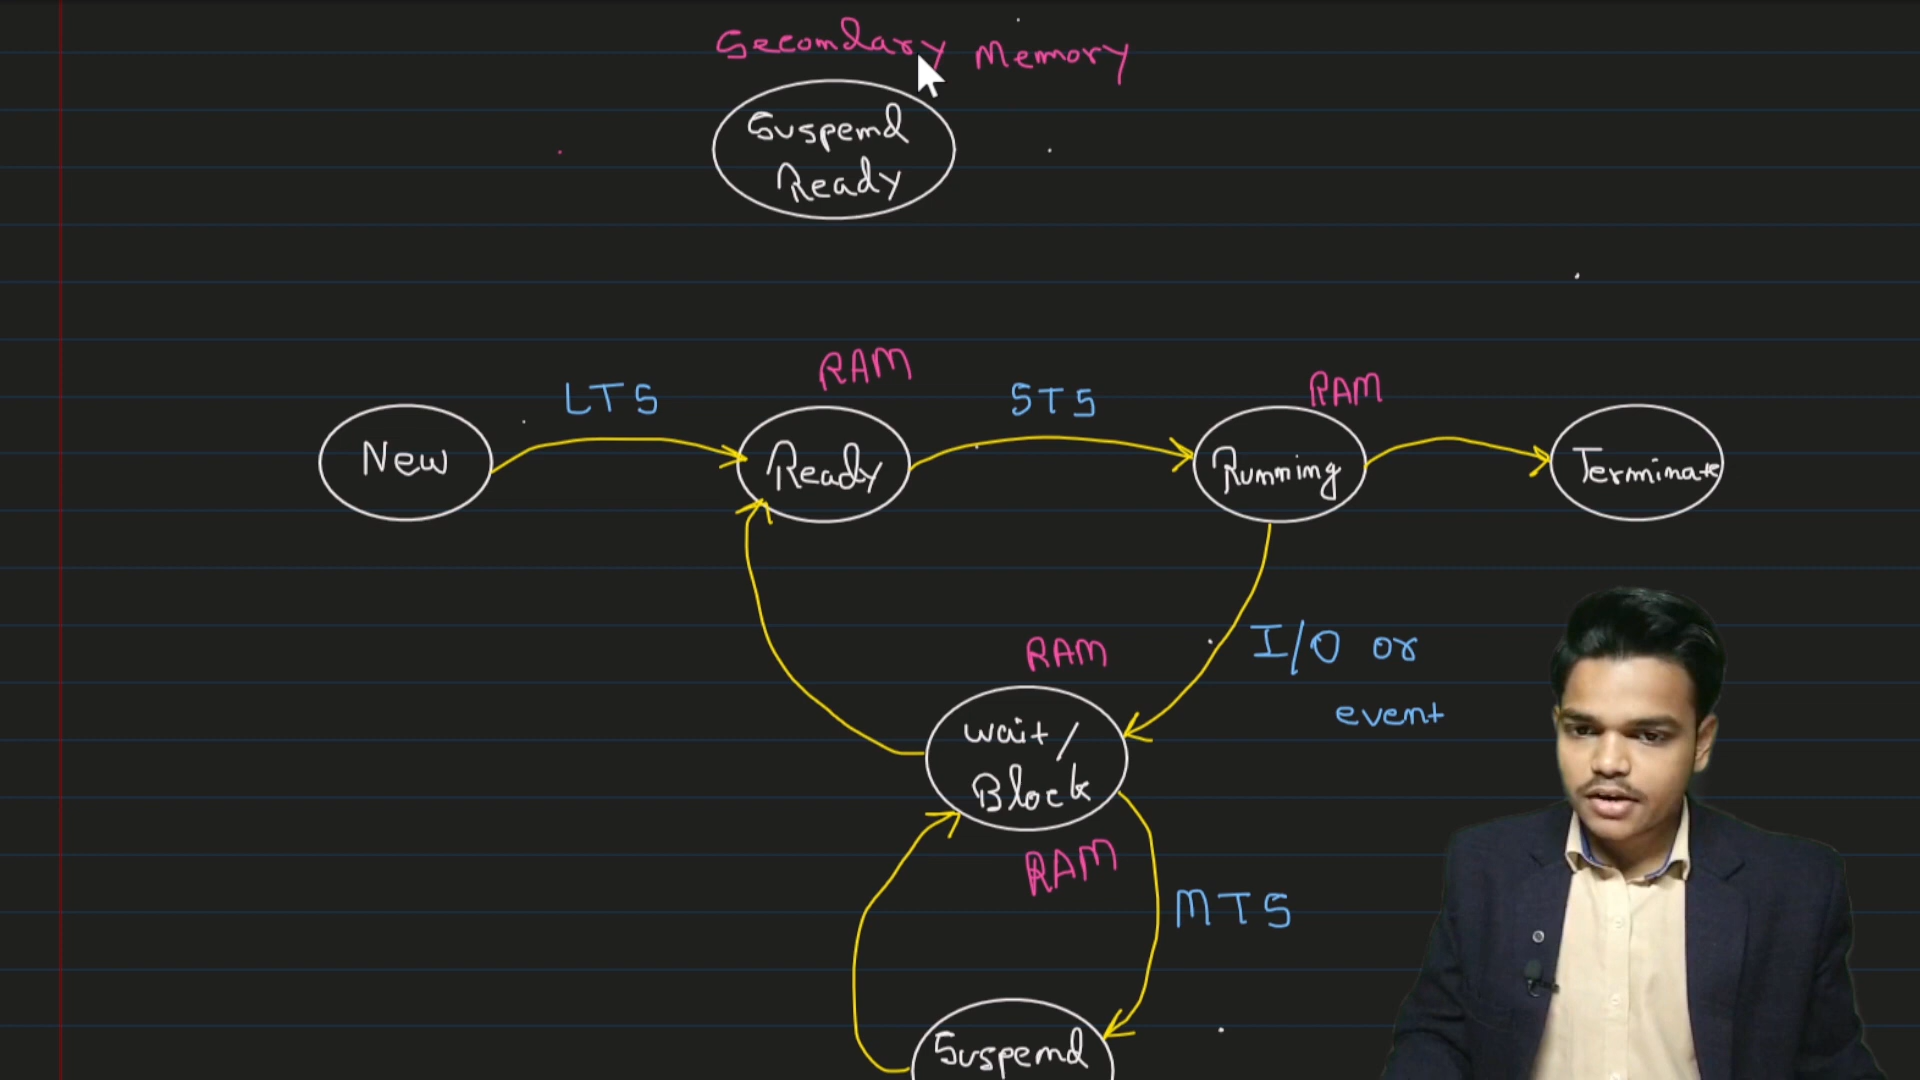 Secondary Memory
Suspend
Ready
RAM
LTS
STS
RAM
New
Ready
Running
Terminate
RAM
I/O or
event
Wait/
Block
RAM
MTS
Suspend